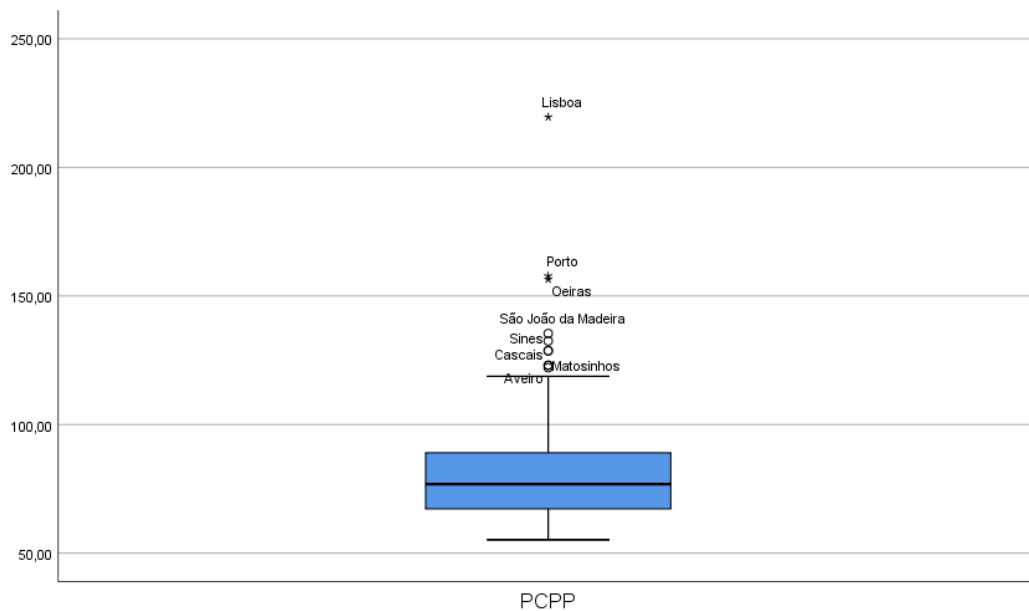 250,00
Lisboa
200,00
Porto
150,00
Oeiras
São João da Madeira
Sines
Cascais
Matosinhos
Aveiro
100,00
50,00
PCPP